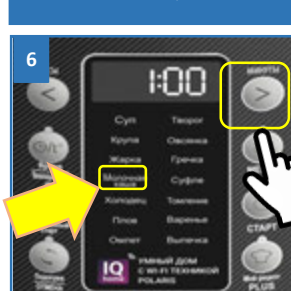 6
МИНУТЫ
1:00
Суп Творог
Крупа Овсянка
Жарка Гречка
Молочная каша Суфле
Холодец Томление
Плов Варенье
Омлет Выпечка
СТАРТ
IQ home
УМНЫЙ ДОМ
С WI-FI ТЕХНИКОЙ
POLARIS
PLUS